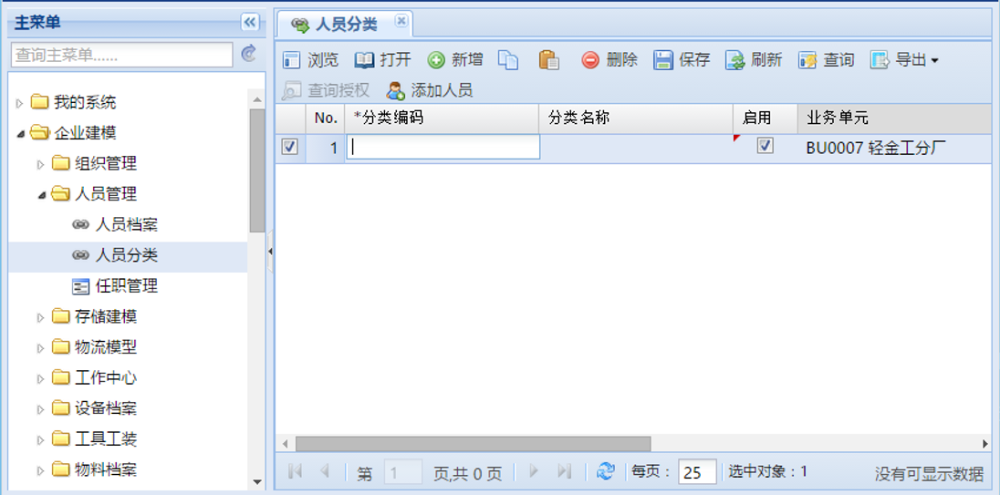 主菜单
查询主菜单......
我的系统
企业建模
组织管理
人员管理
人员档案
人员分类
任职管理
存储建模
物流模型
工作中心
设备档案
工具工装
物料档案
人员分类
浏览 打开 新增 删除 保存 刷新 查询 导出
查询授权 添加人员
No. *分类编码 分类名称 启用 业务单元
1 BU0007 轻金工分厂
第 1 页,共 0 页 每页： 25 选中对象：1 没有可显示数据